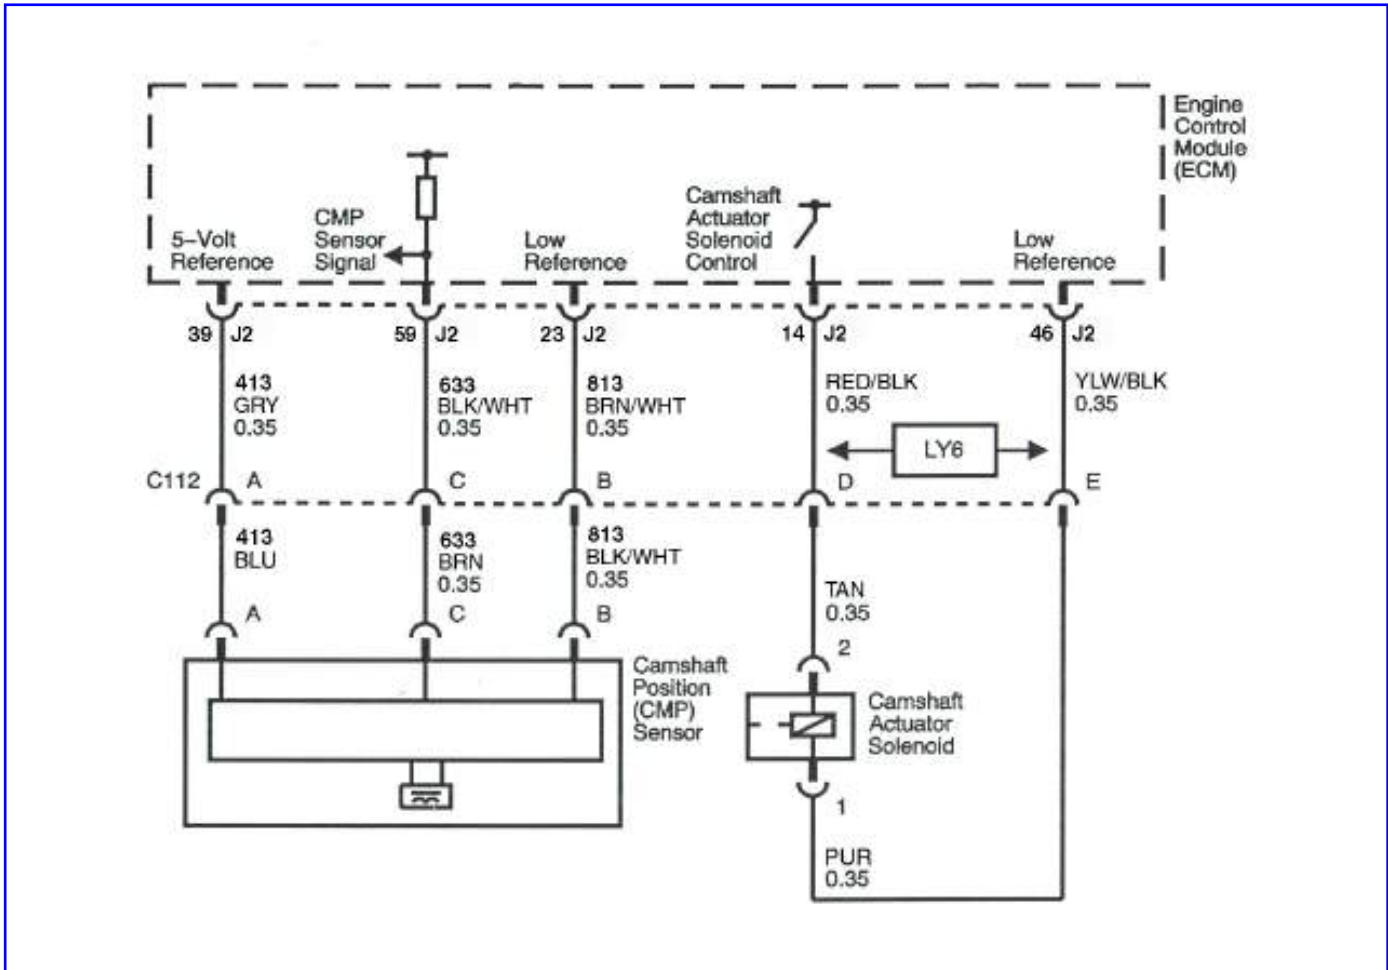 Engine
Control
Module
(ECM)
5-Volt
Reference
CMP
Sensor
Signal
Low
Reference
Camshaft
Actuator
Solenoid
Control
Low
Reference
39 J2
59 J2
23 J2
14 J2
46 J2
413
GRY
0.35
633
BLK/WHT
0.35
813
BRN/WHT
0.35
RED/BLK
0.35
YLW/BLK
0.35
LY6
C112
A
C
B
D
E
413
BLU
633
BRN
0.35
813
BLK/WHT
0.35
TAN
0.35
A
C
B
2
Camshaft
Position
(CMP)
Sensor
Camshaft
Actuator
Solenoid
1
PUR
0.35